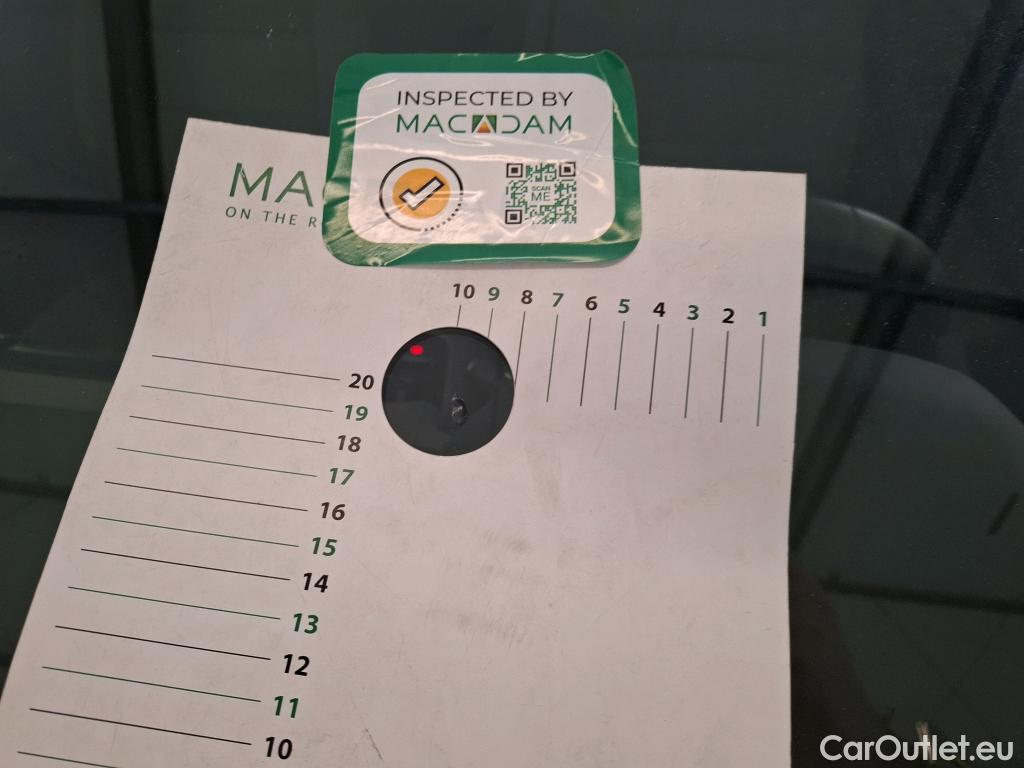 INSPECTED BY
MACADAM
SCAN
ME
MA
ON THE R
10 9 8 7 6 5 4 3 2 1
20
19
18
17
16
15
14
13
12
11
10
CarOutlet.eu